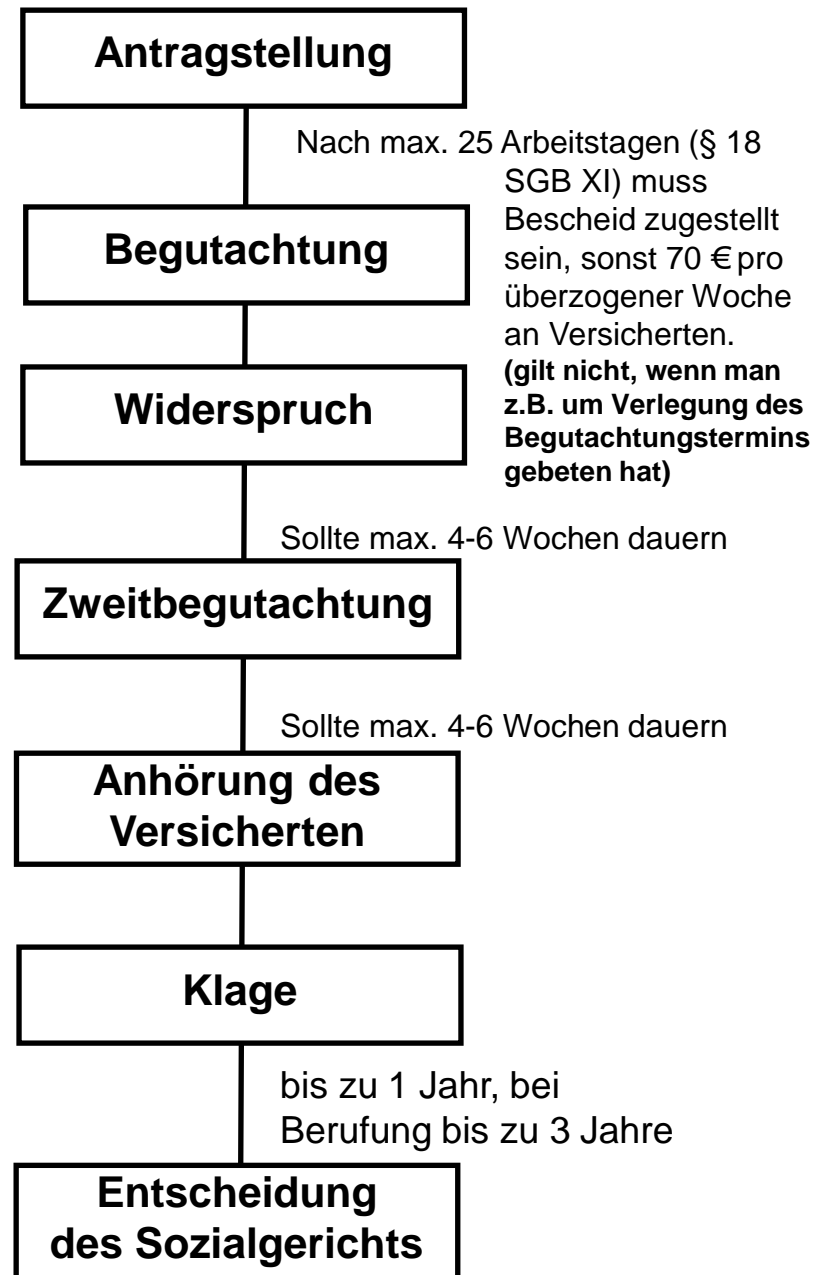 Antragstellung
Nach max. 25 Arbeitstagen (§ 18
SGB XI) muss
Bescheid zugestellt
sein, sonst 70 € pro
überzogener Woche
an Versicherten.
(gilt nicht, wenn man
z.B. um Verlegung des
Begutachtungstermins
gebeten hat)
Begutachtung
Widerspruch
Sollte max. 4-6 Wochen dauern
Zweitbegutachtung
Sollte max. 4-6 Wochen dauern
Anhörung des
Versicherten
Klage
bis zu 1 Jahr, bei
Berufung bis zu 3 Jahre
Entscheidung
des Sozialgerichts